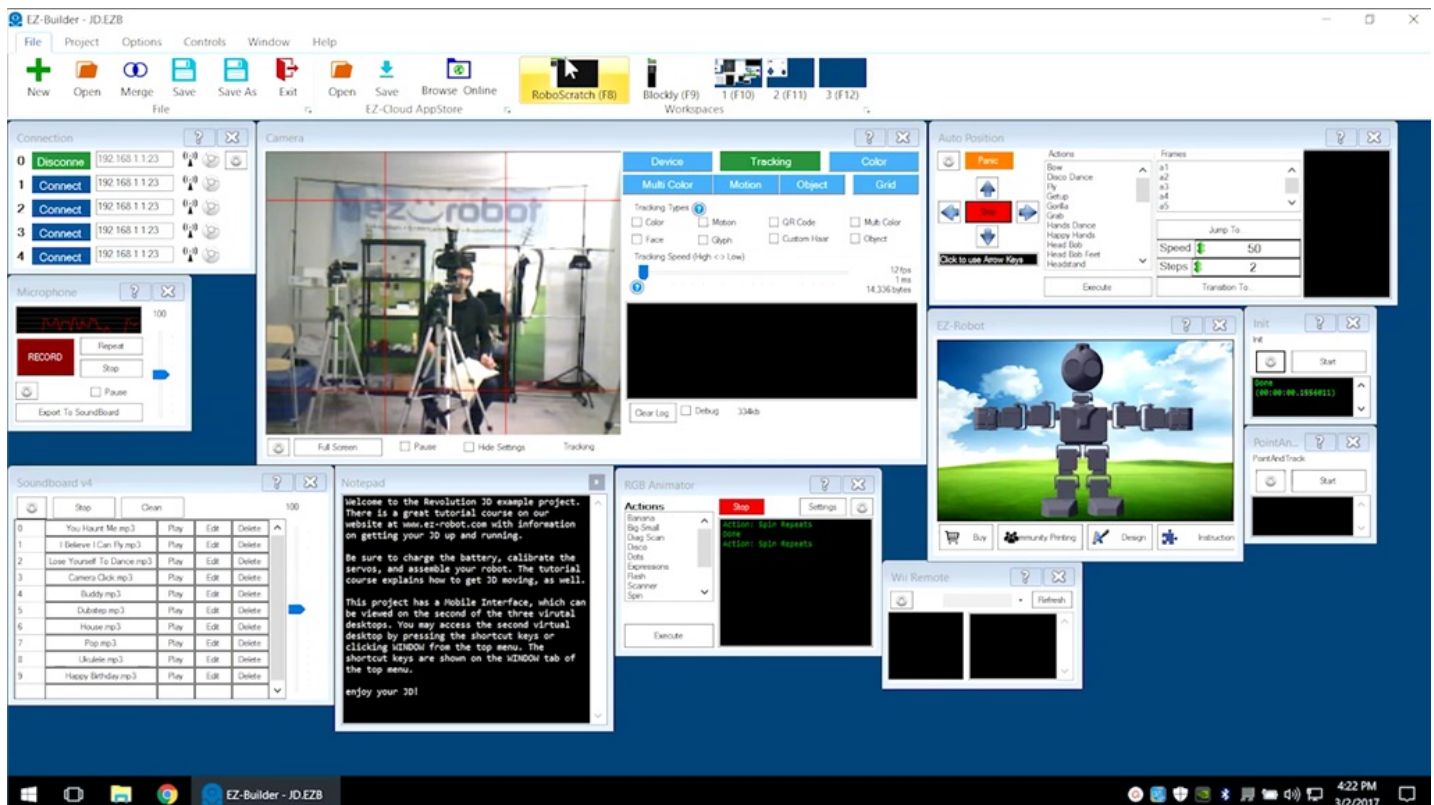 EZ-Builder - JD.EZB
File Project Options Controls Window Help
New Open Merge Save Save As Exit Open Save Browse Online RoboScratch (F8) Blockly (F9) 1 (F10) 2 (F11) 3 (F12)
File EZ-Cloud AppStore Workspaces
Connection
0 Disconne 192.168.1.1:23
1 Connect 192.168.1.1:23
2 Connect 192.168.1.1:23
3 Connect 192.168.1.1:23
4 Connect 192.168.1.1:23
Microphone
100
RECORD
Repeat
Stop
Pause
Export To SoundBoard
Camera
ez robot
Device Tracking Color
Multi Color Motion Object Grid
Tracking Types
Color Motion QR Code Multi Color
Face Glyph Custom Haar Object
Tracking Speed (High <-> Low)
12 fps
1 ms
14,336 bytes
Clear Log Debug 334kb
Full Screen Pause Hide Settings Tracking
Auto Position
Panic
Stop
Click to use Arrow Keys
Actions
Bow
Disco Dance
Fly
Getup
Gorilla
Grab
Hands Dance
Happy Hands
Head Bob
Head Bob Feet
Headstand
Execute
Frames
a1
a2
a3
a4
a5
Jump To...
Speed 50
Steps 2
Transition To...
EZ-Robot
Buy
mmunity Printing
Design
Instruction
Init
Init
Start
Done
(00:00:00.1556011)
PointAn...
PointAndTrack
Start
Soundboard v4
Stop Clean 100
0 You Haunt Me.mp3 Play Edit Delete
1 I Believe I Can Fly.mp3 Play Edit Delete
2 Lose Yourself To Dance.mp3 Play Edit Delete
3 Camera Click.mp3 Play Edit Delete
4 Buddy.mp3 Play Edit Delete
5 Dubstep.mp3 Play Edit Delete
6 House.mp3 Play Edit Delete
7 Pop.mp3 Play Edit Delete
8 Ukulele.mp3 Play Edit Delete
9 Happy Birthday.mp3 Play Edit Delete
Notepad
Welcome to the Revolution JD example project.
There is a great tutorial course on our
website at www.ez-robot.com with information
on getting your JD up and running.
Be sure to charge the battery, calibrate the
servos, and assemble your robot. The tutorial
course explains how to get JD moving, as well.
This project has a Mobile Interface, which can
be viewed on the second of the three virutal
desktops. You may access the second virtual
desktop by pressing the shortcut keys or
clicking WINDOW from the top menu. The
shortcut keys are shown on the WINDOW tab of
the top menu.
enjoy your JD!
RGB Animator
Actions
Banana
Big-Small
Diag Scan
Disco
Dots
Expressions
Flash
Scanner
Spin
Execute
Stop Settings
Action: Spin Repeats
Done
Action: Spin Repeats
Wii Remote
Refresh
EZ-Builder - JD.EZB
4:22 PM
3/2/2017